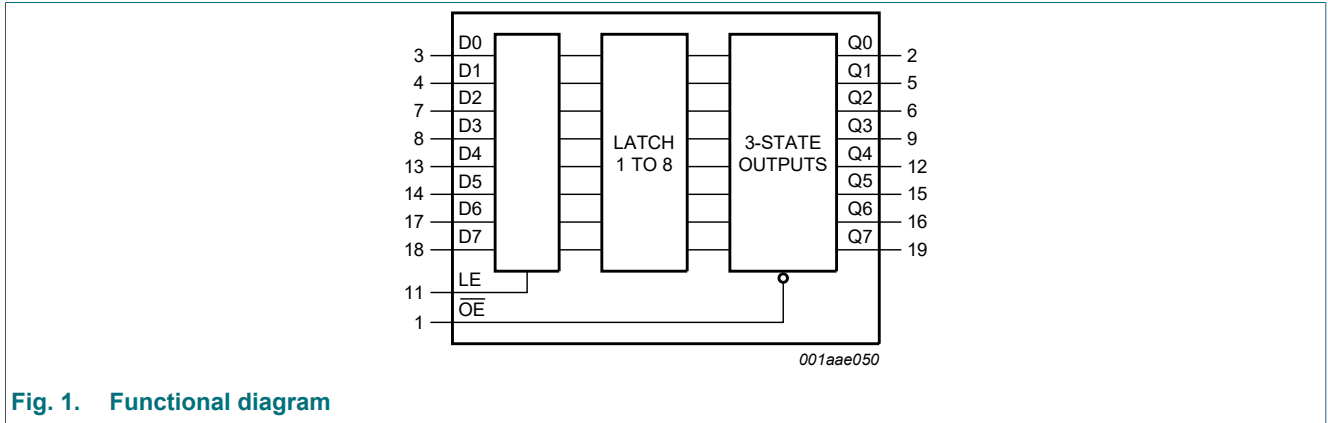 D0 Q0
3 2
D1 Q1
4 5
D2 Q2
7 6
D3 Q3
8 9
LATCH 3-STATE
D4 Q4
13 1 TO 8 OUTPUTS 12
D5 Q5
14 15
D6 Q6
17 16
D7 Q7
18 19
LE
11
O̅E̅
1
001aae050
Fig. 1. Functional diagram